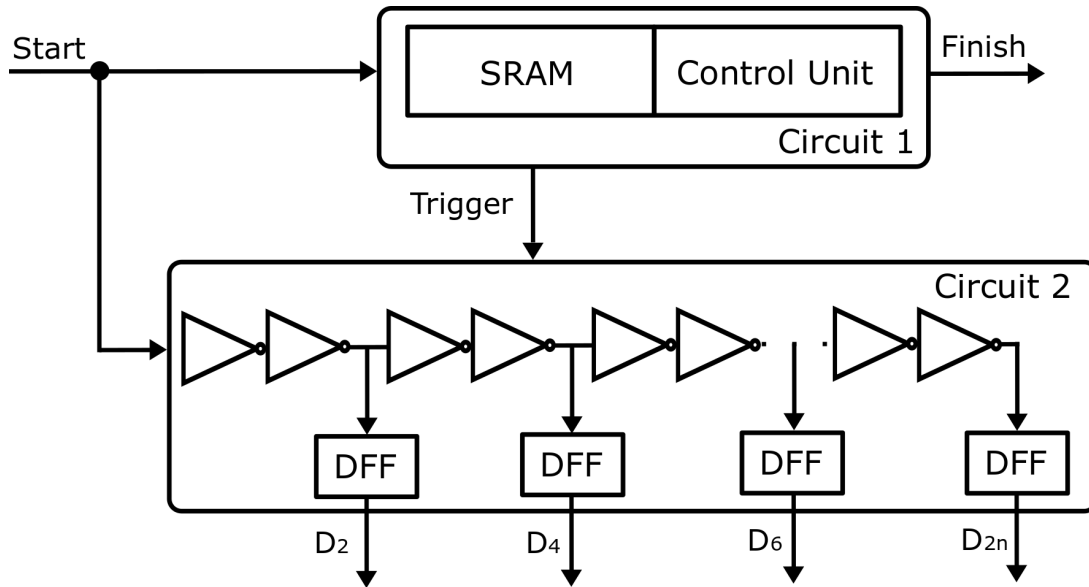 Start
SRAM
Control Unit
Finish
Circuit 1
Trigger
Circuit 2
DFF
DFF
DFF
DFF
D2
D4
D6
D2n